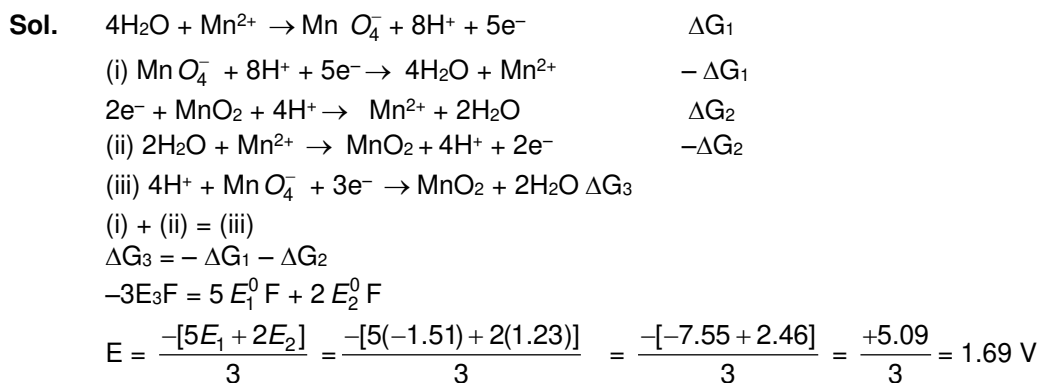 Sol. 4H₂O + Mn²⁺ → Mn O₄⁻ + 8H⁺ + 5e⁻ ΔG₁
(i) Mn O₄⁻ + 8H⁺ + 5e⁻ → 4H₂O + Mn²⁺ – ΔG₁
2e⁻ + MnO₂ + 4H⁺ → Mn²⁺ + 2H₂O ΔG₂
(ii) 2H₂O + Mn²⁺ → MnO₂ + 4H⁺ + 2e⁻ –ΔG₂
(iii) 4H⁺ + Mn O₄⁻ + 3e⁻ → MnO₂ + 2H₂O ΔG₃
(i) + (ii) = (iii)
ΔG₃ = – ΔG₁ – ΔG₂
–3E₃F = 5 E₁⁰ F + 2 E₂⁰ F
E = –[5E₁ + 2E₂]/3 = –[5(–1.51) + 2(1.23)]/3 = –[–7.55 + 2.46]/3 = +5.09/3 = 1.69 V